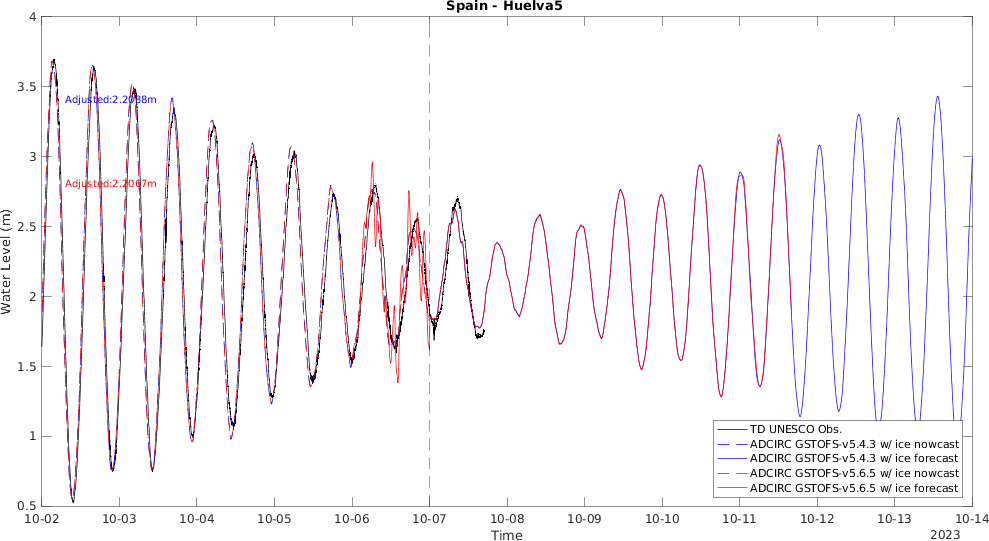 Spain - Huelva5
4
3.5
3
2.5
2
1.5
1
0.5
Water Level (m)
Adjusted:2.2038m
Adjusted:2.2067m
TD UNESCO Obs.
ADCIRC GSTOFS-v5.4.3 w/ ice nowcast
ADCIRC GSTOFS-v5.4.3 w/ ice forecast
ADCIRC GSTOFS-v5.6.5 w/ ice nowcast
ADCIRC GSTOFS-v5.6.5 w/ ice forecast
10-02 10-03 10-04 10-05 10-06 10-07 10-08 10-09 10-10 10-11 10-12 10-13 10-14
Time
2023